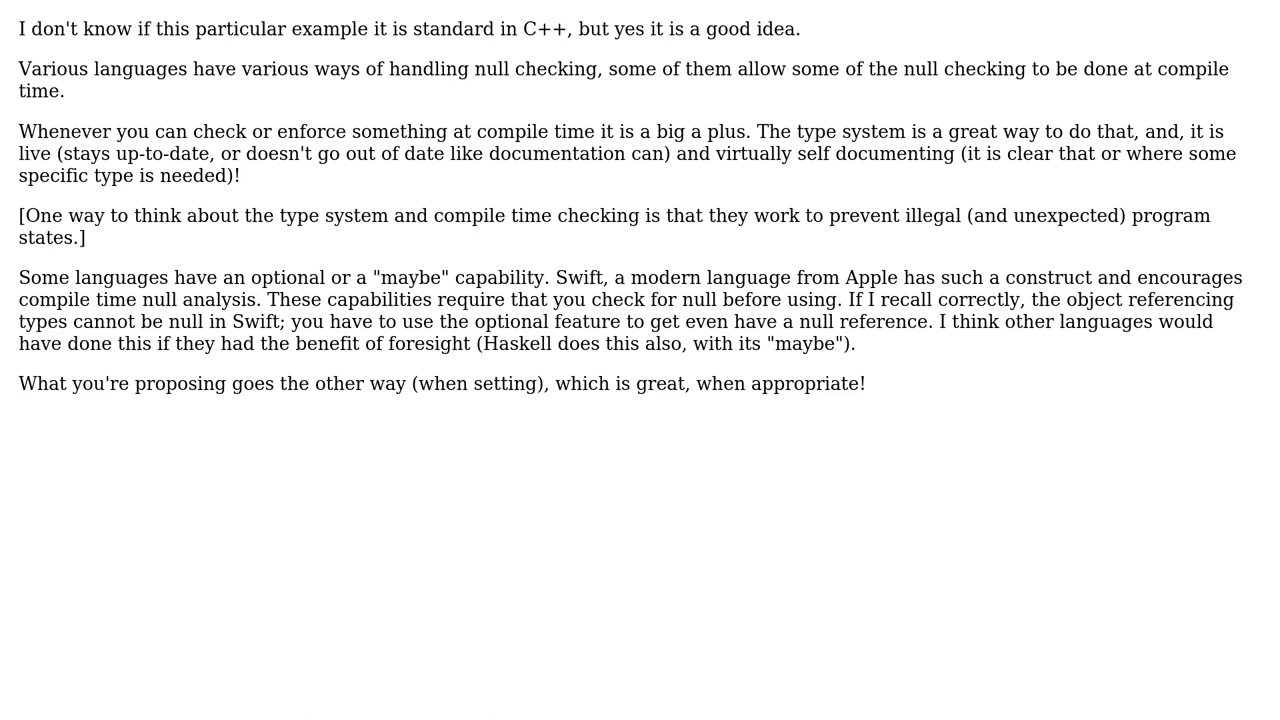 I don't know if this particular example it is standard in C++, but yes it is a good idea.
Various languages have various ways of handling null checking, some of them allow some of the null checking to be done at compile
time.
Whenever you can check or enforce something at compile time it is a big a plus. The type system is a great way to do that, and, it is
live (stays up-to-date, or doesn't go out of date like documentation can) and virtually self documenting (it is clear that or where some
specific type is needed)!
[One way to think about the type system and compile time checking is that they work to prevent illegal (and unexpected) program
states.]
Some languages have an optional or a "maybe" capability. Swift, a modern language from Apple has such a construct and encourages
compile time null analysis. These capabilities require that you check for null before using. If I recall correctly, the object referencing
types cannot be null in Swift; you have to use the optional feature to get even have a null reference. I think other languages would
have done this if they had the benefit of foresight (Haskell does this also, with its "maybe").
What you're proposing goes the other way (when setting), which is great, when appropriate!